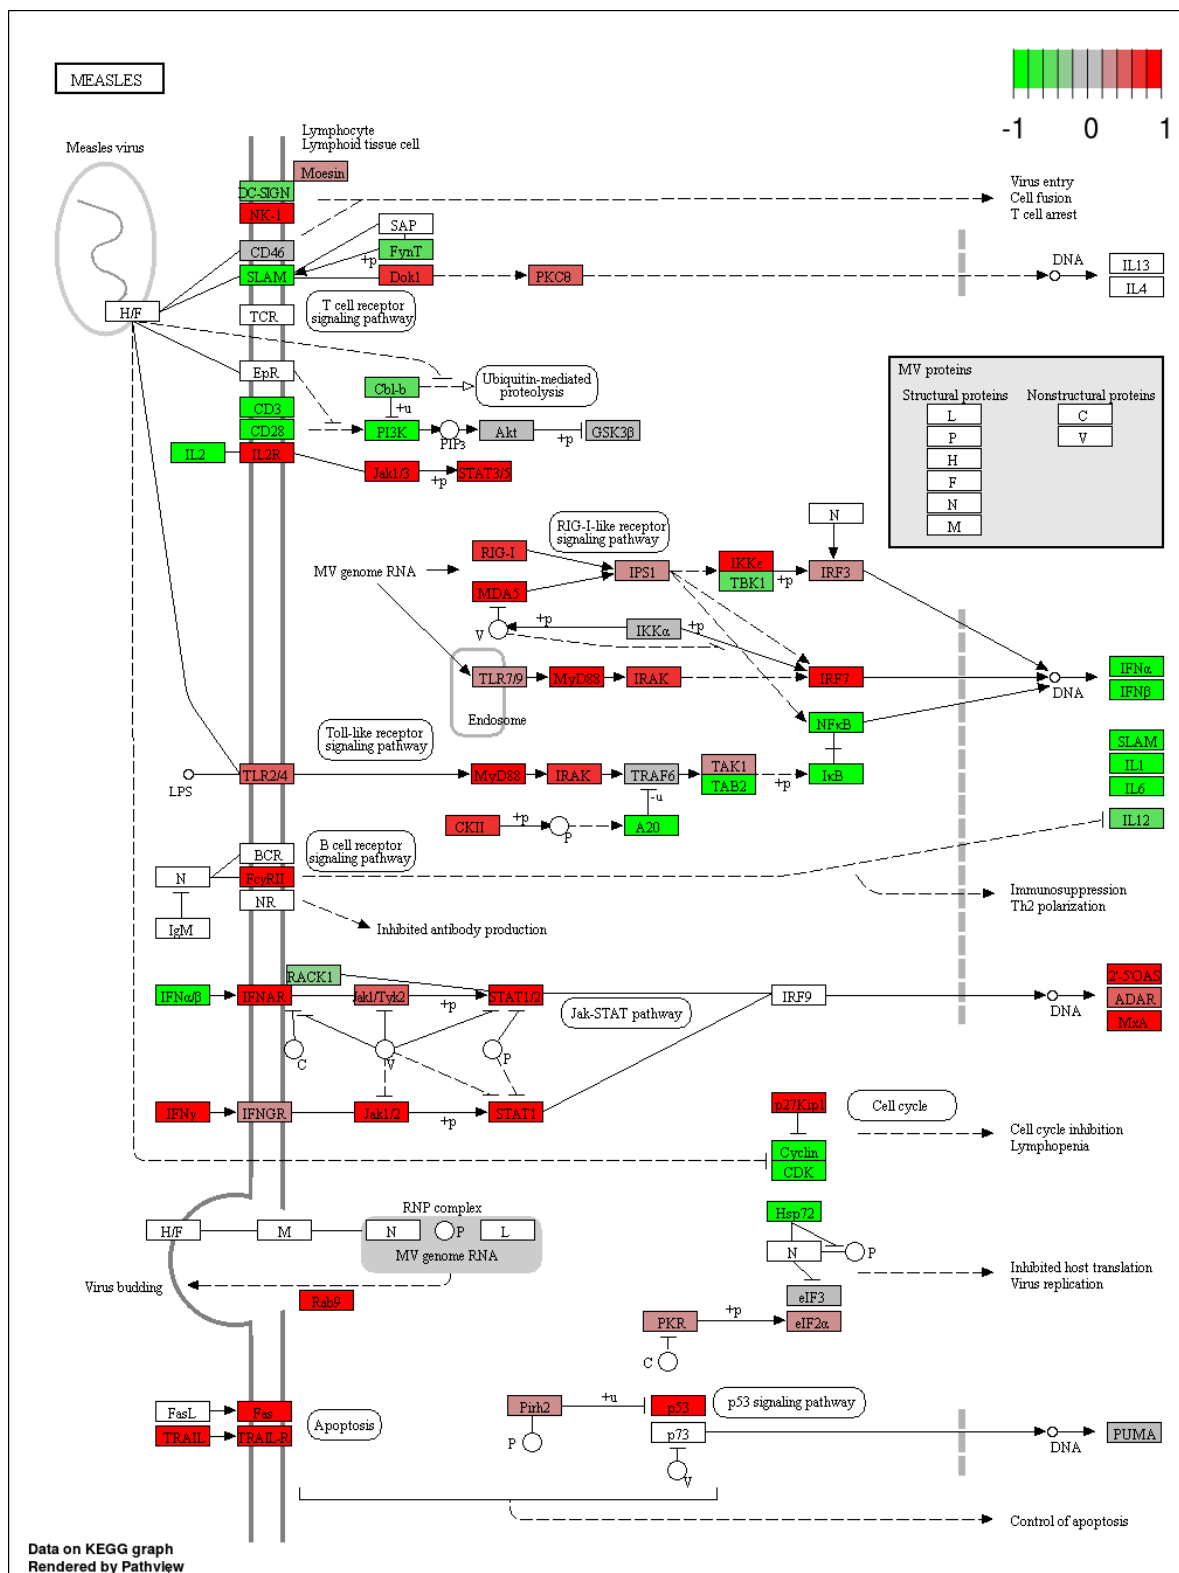 MEASLES
-1 0 1
Measles virus
Lymphocyte
Lymphoid tissue cell
Moesin
DC-SIGN
NK-1
Virus entry
Cell fusion
T cell arrest
SAP
CD46
FynT
+p
SLAM
Dok1
PKCθ
DNA
IL13
IL4
H/F
TCR
T cell receptor
signaling pathway
EpR
Cbl-b
Ubiquitin-mediated
proteolysis
+u
CD3
CD28
PI3K
PIP3
Akt
+p
GSK3β
IL2
IL2R
Jak1/3
+p
STAT3/5
MV proteins
Structural proteins
Nonstructural proteins
L
C
P
V
H
F
N
M
RIG-I-like receptor
signaling pathway
N
RIG-I
MV genome RNA
IPS1
IKKε
TBK1
+p
IRF3
MDA5
V
+p
IKKα
+p
TLR7/9
MyD88
IRAK
IRF7
DNA
IFNα
IFNβ
Endosome
NFκB
Toll-like receptor
signaling pathway
SLAM
IL1
IL6
LPS
TLR2/4
MyD88
IRAK
TRAF6
TAK1
TAB2
+p
IκB
-u
CKII
+p
P
A20
IL12
B cell receptor
signaling pathway
BCR
N
FcγRII
NR
IgM
Inhibited antibody production
Immunosuppression
Th2 polarization
RACK1
IFNα/β
IFNAR
Jak1/Tyk2
+p
STAT1/2
Jak-STAT pathway
IRF9
DNA
2'-5'OAS
ADAR
MxA
C
V
P
IFNγ
IFNGR
Jak1/2
+p
STAT1
p27Kip1
Cell cycle
Cell cycle inhibition
Lymphopenia
Cyclin
CDK
RNP complex
H/F
M
N
P
L
MV genome RNA
Hsp72
N
P
Virus budding
Rab9
Inhibited host translation
Virus replication
eIF3
PKR
+p
eIF2α
C
FasL
Fas
TRAIL
TRAIL-R
Apoptosis
Pirh2
+u
p53
p53 signaling pathway
P
p73
V
DNA
PUMA
Control of apoptosis
Data on KEGG graph
Rendered by Pathview